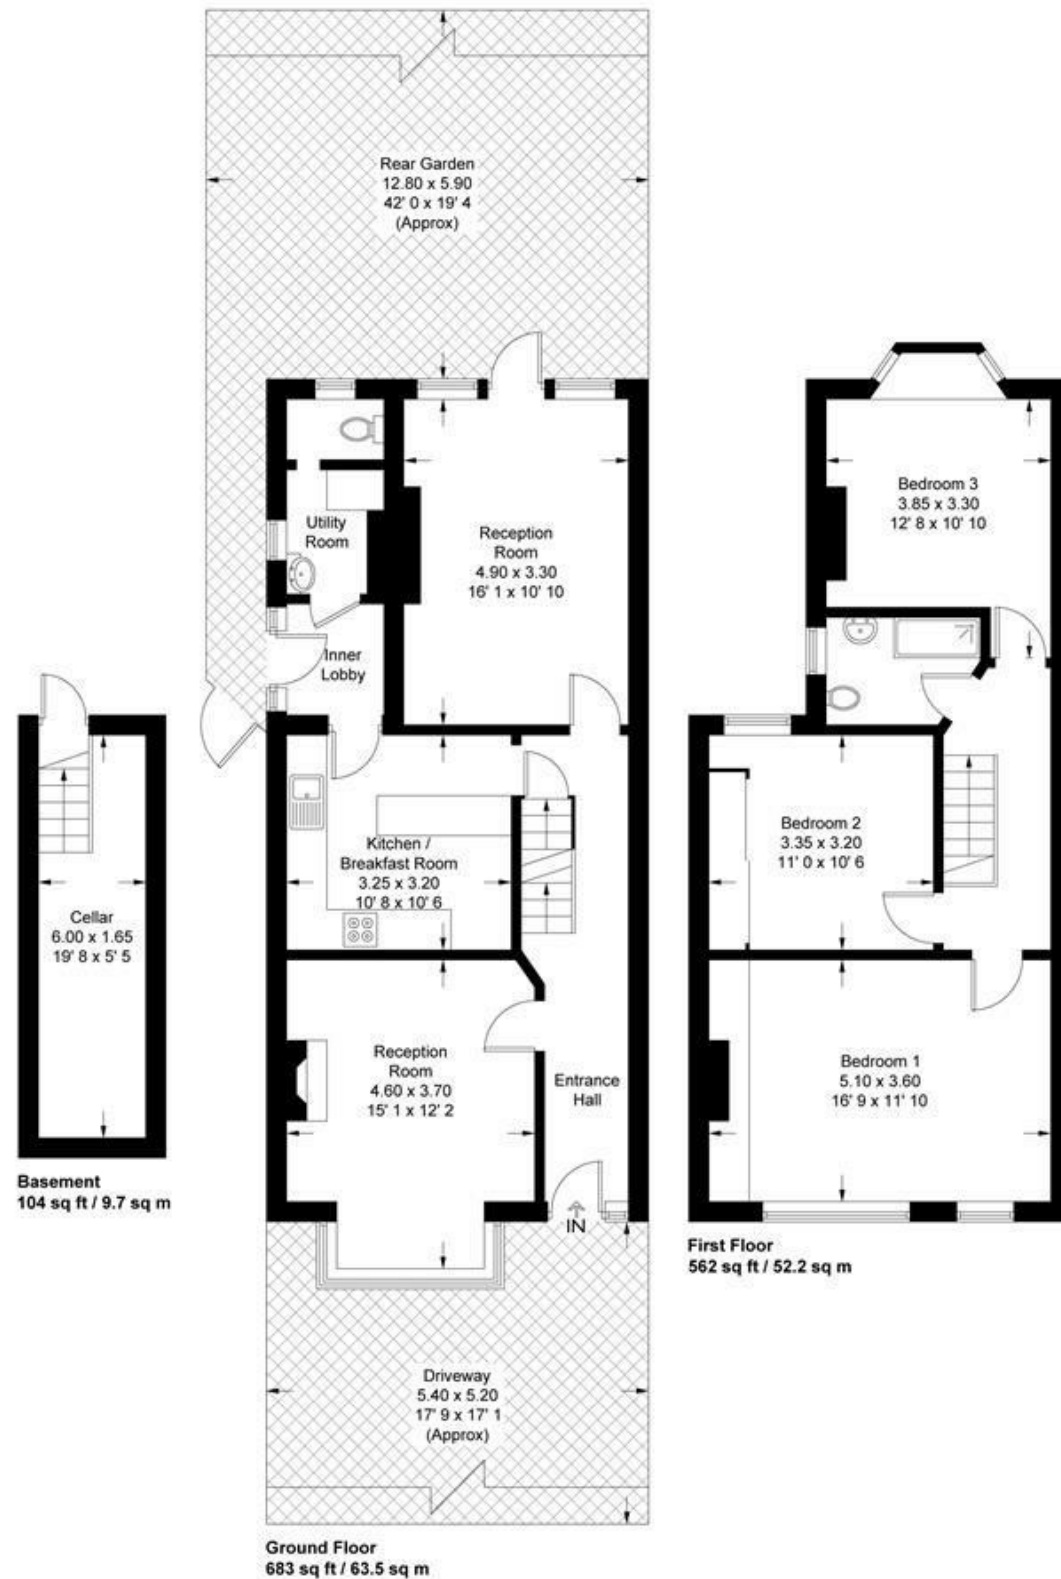 Rear Garden
12.80 x 5.90
42' 0 x 19' 4
(Approx)
Utility
Room
Reception
Room
4.90 x 3.30
16' 1 x 10' 10
Inner
Lobby
Kitchen /
Breakfast Room
3.25 x 3.20
10' 8 x 10' 6
Reception
Room
4.60 x 3.70
15' 1 x 12' 2
Entrance
Hall
IN
Driveway
5.40 x 5.20
17' 9 x 17' 1
(Approx)
Ground Floor
683 sq ft / 63.5 sq m
Cellar
6.00 x 1.65
19' 8 x 5' 5
Basement
104 sq ft / 9.7 sq m
Bedroom 3
3.85 x 3.30
12' 8 x 10' 10
Bedroom 2
3.35 x 3.20
11' 0 x 10' 6
Bedroom 1
5.10 x 3.60
16' 9 x 11' 10
First Floor
562 sq ft / 52.2 sq m